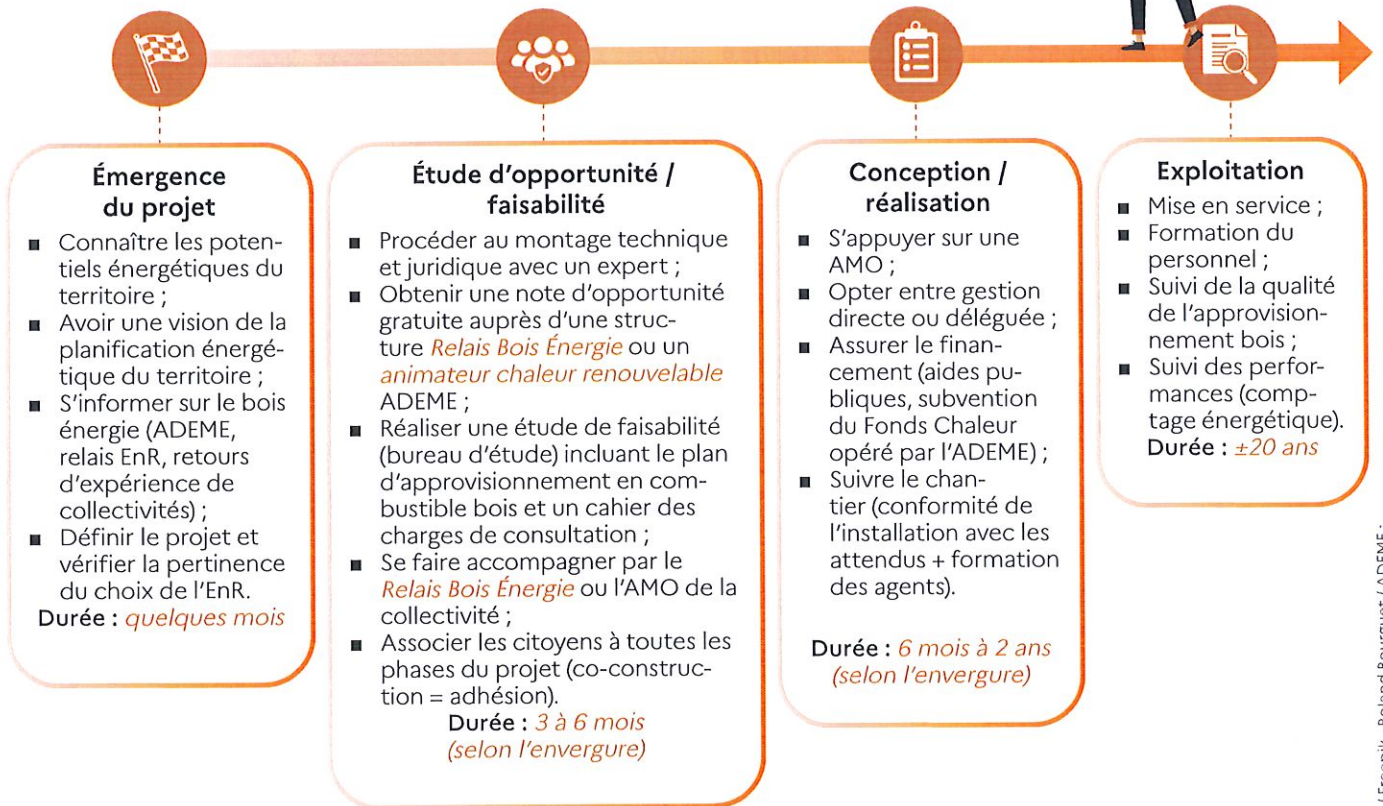 Émergence
du projet
■ Connaître les poten-
tiels énergétiques du
territoire ;
■ Avoir une vision de la
planification énergé-
tique du territoire ;
■ S'informer sur le bois
énergie (ADEME,
relais EnR, retours
d'expérience de
collectivités) ;
■ Définir le projet et
vérifier la pertinence
du choix de l'EnR.
Durée : quelques mois
Étude d'opportunité /
faisabilité
■ Procéder au montage technique
et juridique avec un expert ;
■ Obtenir une note d'opportunité
gratuite auprès d'une struc-
ture Relais Bois Énergie ou un
animateur chaleur renouvelable
ADEME ;
■ Réaliser une étude de faisabilité
(bureau d'étude) incluant le plan
d'approvisionnement en com-
bustible bois et un cahier des
charges de consultation ;
■ Se faire accompagner par le
Relais Bois Énergie ou l'AMO de la
collectivité ;
■ Associer les citoyens à toutes les
phases du projet (co-construc-
tion = adhésion).
Durée : 3 à 6 mois
(selon l'envergure)
Conception /
réalisation
■ S'appuyer sur une
AMO ;
■ Opter entre gestion
directe ou déléguée ;
■ Assurer le finan-
cement (aides pu-
bliques, subvention
du Fonds Chaleur
opéré par l'ADEME) ;
■ Suivre le chan-
tier (conformité de
l'installation avec les
attendus + formation
des agents).
Durée : 6 mois à 2 ans
(selon l'envergure)
Exploitation
■ Mise en service ;
■ Formation du
personnel ;
■ Suivi de la qualité
de l'approvision-
nement bois ;
■ Suivi des perfor-
mances (comp-
tage énergétique).
Durée : ±20 ans
/ Freepik, Roland Bourguet / ADEME ;